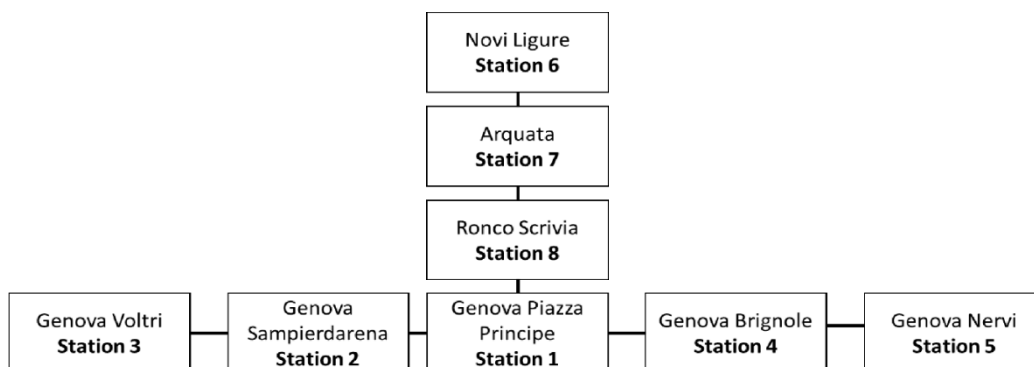 Novi Ligure
Station 6
Arquata
Station 7
Ronco Scrivia
Station 8
Genova Voltri
Station 3
Genova
Sampierdarena
Station 2
Genova Piazza
Principe
Station 1
Genova Brignole
Station 4
Genova Nervi
Station 5